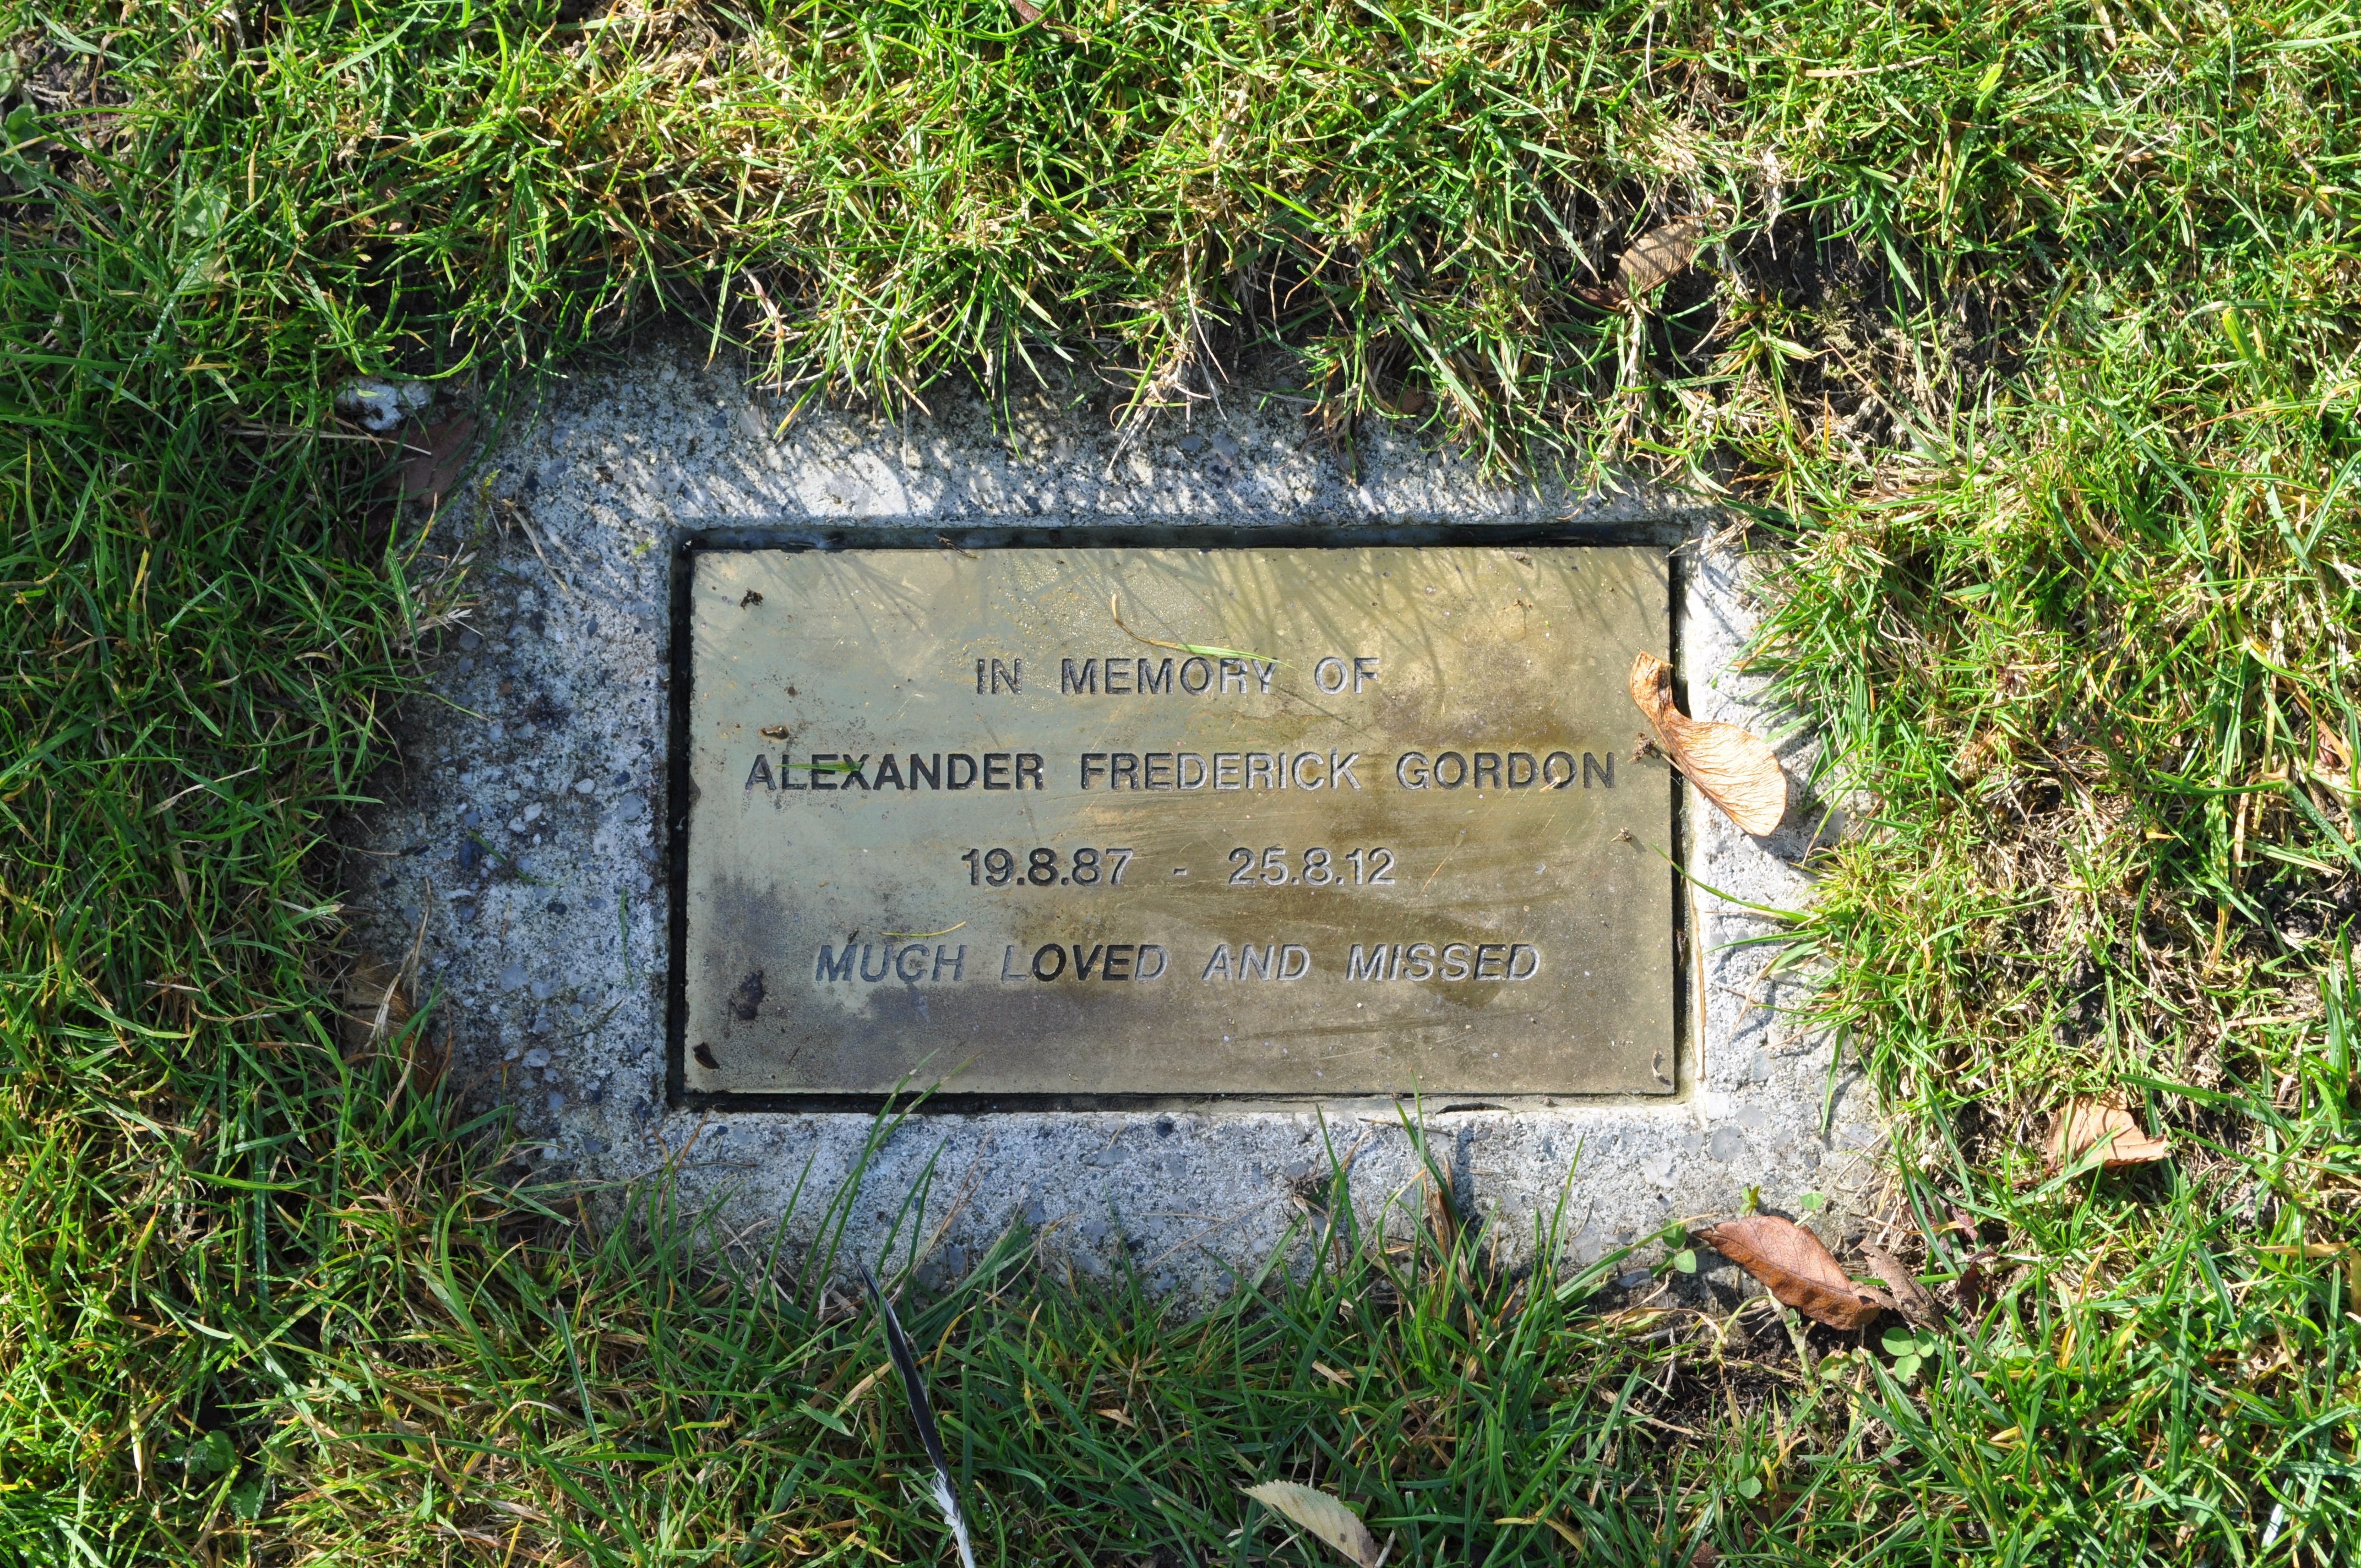 IN MEMORY OF
ALEXANDER FREDERICK GORDON
19.8.87 - 25.8.12
MUCH LOVED AND MISSED